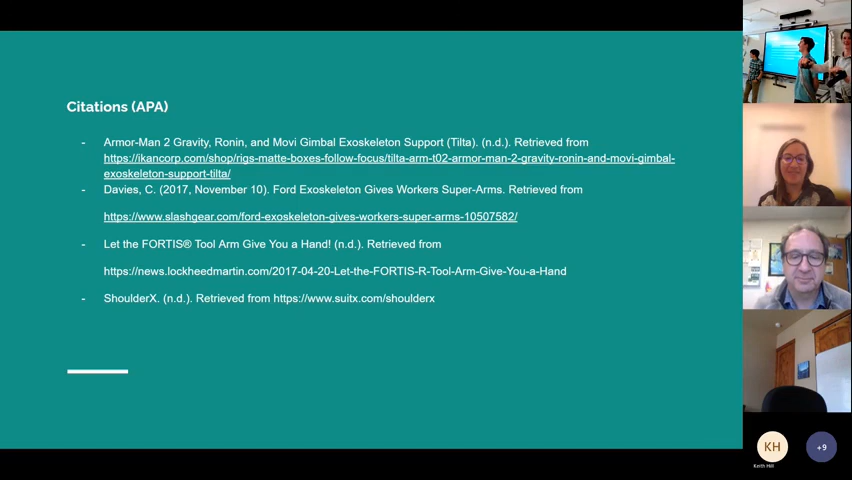 Citations (APA)
- Armor-Man 2 Gravity, Ronin, and Movi Gimbal Exoskeleton Support (Tilta). (n.d.). Retrieved from
https://ikancorp.com/shop/rigs-matte-boxes-follow-focus/tilta-arm-t02-armor-man-2-gravity-ronin-and-movi-gimbal-
exoskeleton-support-tilta/
- Davies, C. (2017, November 10). Ford Exoskeleton Gives Workers Super-Arms. Retrieved from
https://www.slashgear.com/ford-exoskeleton-gives-workers-super-arms-10507582/
- Let the FORTIS® Tool Arm Give You a Hand! (n.d.). Retrieved from
https://news.lockheedmartin.com/2017-04-20-Let-the-FORTIS-R-Tool-Arm-Give-You-a-Hand
- ShoulderX. (n.d.). Retrieved from https://www.suitx.com/shoulderx
KH
+9
Keith Hill